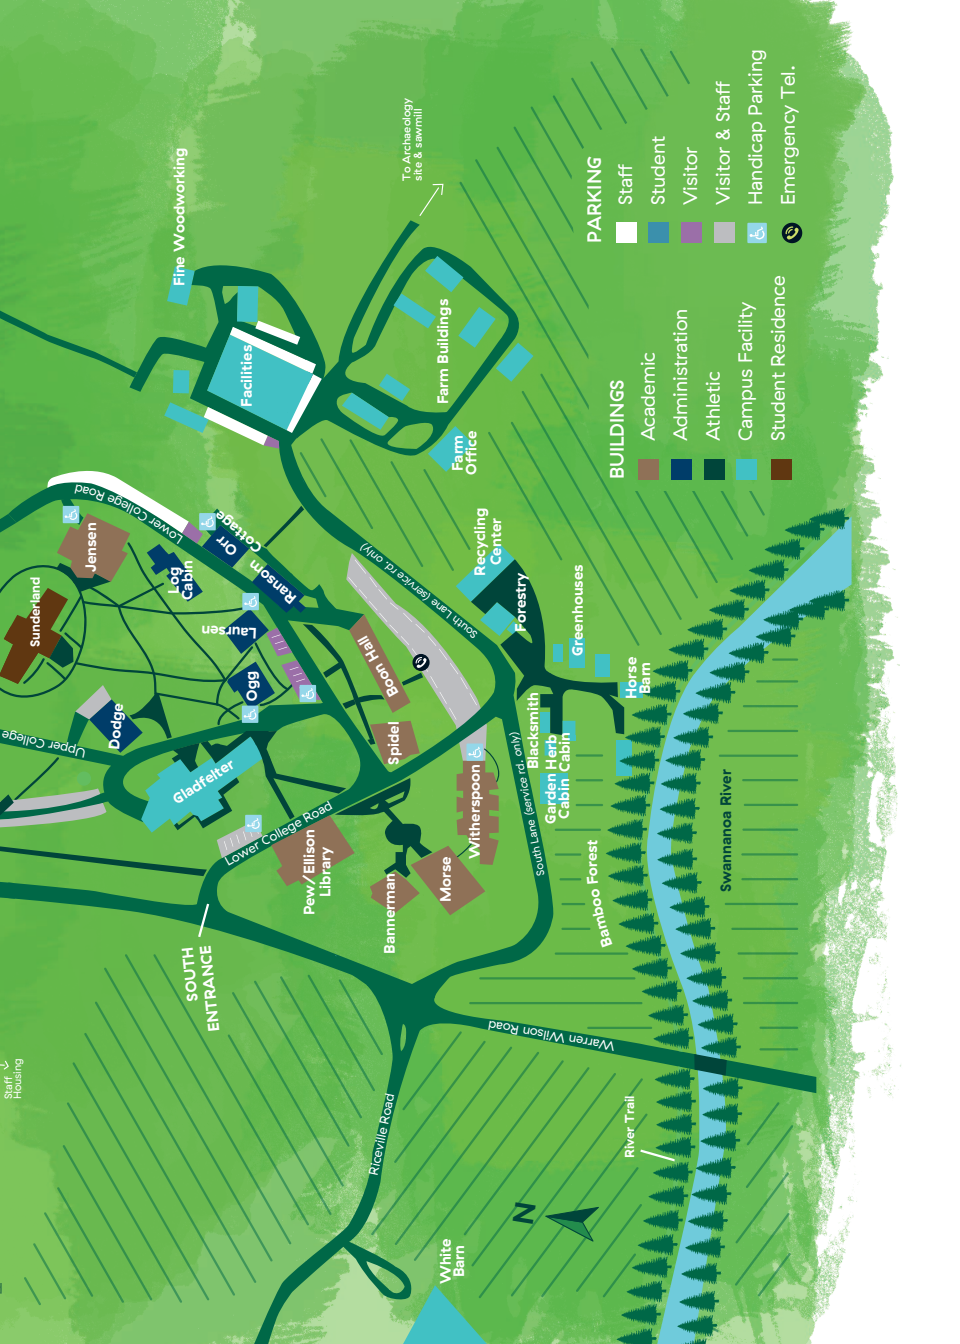 Staff
Housing
SOUTH
ENTRANCE
Riceville Road
White
Barn
N
River Trail
Warren Wilson Road
Swannanoa River
Bamboo Forest
Upper College
Dodge
Gladfelter
Lower College Road
Pew/Ellison
Library
Bannerman
Morse
Witherspoon
Spidel
Boon Hall
South Lane (service rd. only)
South Lane (service rd. only)
Garden
Cabin
Herb
Cabin
Blacksmith
Horse
Barn
Greenhouses
Forestry
Recycling
Center
Sunderland
Jensen
Log
Cabin
Lower College Road
Orr
Cottage
Ransom
Laursen
Ogg
Fine Woodworking
Facilities
Farm Buildings
Farm
Office
To Archaeology
site & sawmill
BUILDINGS
Academic
Administration
Athletic
Campus Facility
Student Residence
PARKING
Staff
Student
Visitor
Visitor & Staff
Handicap Parking
Emergency Tel.